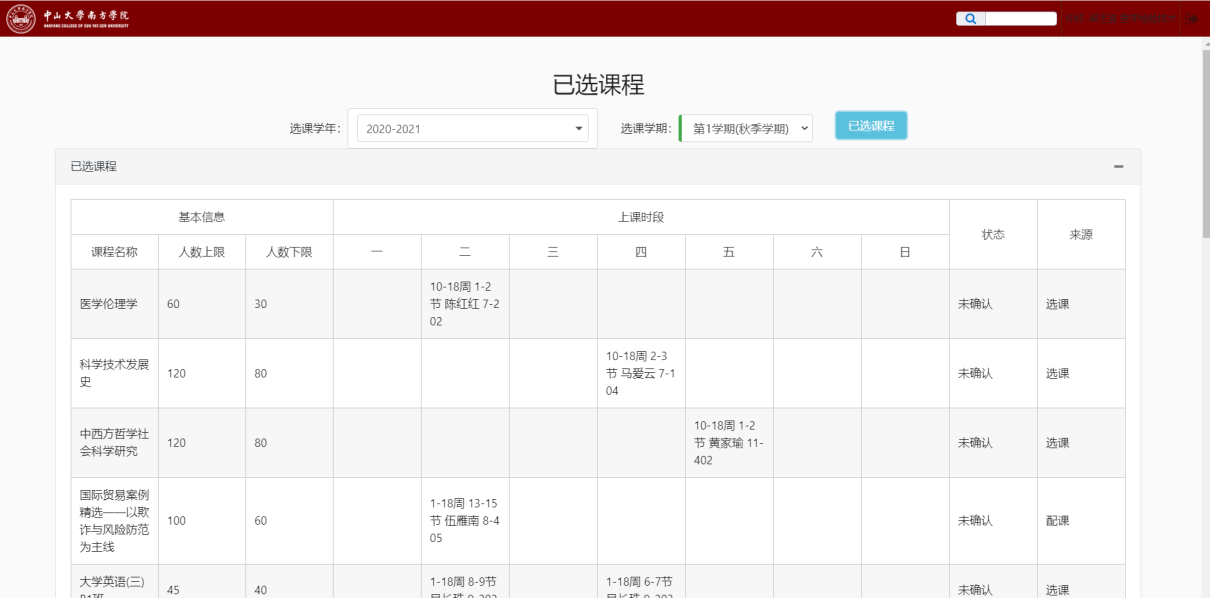 中山大学南方学院
NANFANG COLLEGE OF SUN YAT-SEN UNIVERSITY
已选课程
选课学年: 2020-2021 选课学期: 第1学期(秋季学期) 已选课程
已选课程
基本信息 上课时段 状态 来源
课程名称 人数上限 人数下限 一 二 三 四 五 六 日
医学伦理学 60 30 10-18周 1-2
节 陈红红 7-2
02 未确认 选课
科学技术发展
史 120 80 10-18周 2-3
节 马爱云 7-1
04 未确认 选课
中西方哲学社
会科学研究 120 80 10-18周 1-2
节 黄家瑜 11-
402 未确认 选课
国际贸易案例
精选——以欺
诈与风险防范
为主线 100 60 1-18周 13-15
节 伍雁南 8-4
05 未确认 配课
大学英语(三) 45 40 1-18周 8-9节 1-18周 6-7节 未确认 选课